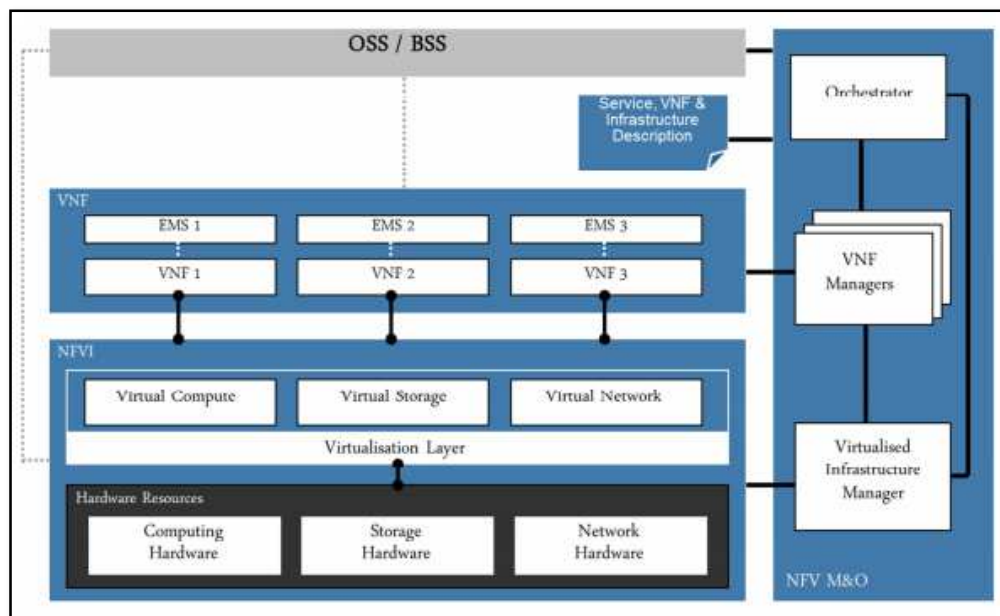 OSS / BSS
Orchestrator
Service, VNF &
Infrastructure
Description
VNF
EMS 1
EMS 2
EMS 3
VNF 1
VNF 2
VNF 3
VNF
Managers
NFVI
Virtual Compute
Virtual Storage
Virtual Network
Virtualisation Layer
Virtualised
Infrastructure
Manager
Hardware Resources
Computing
Hardware
Storage
Hardware
Network
Hardware
NFV M&O